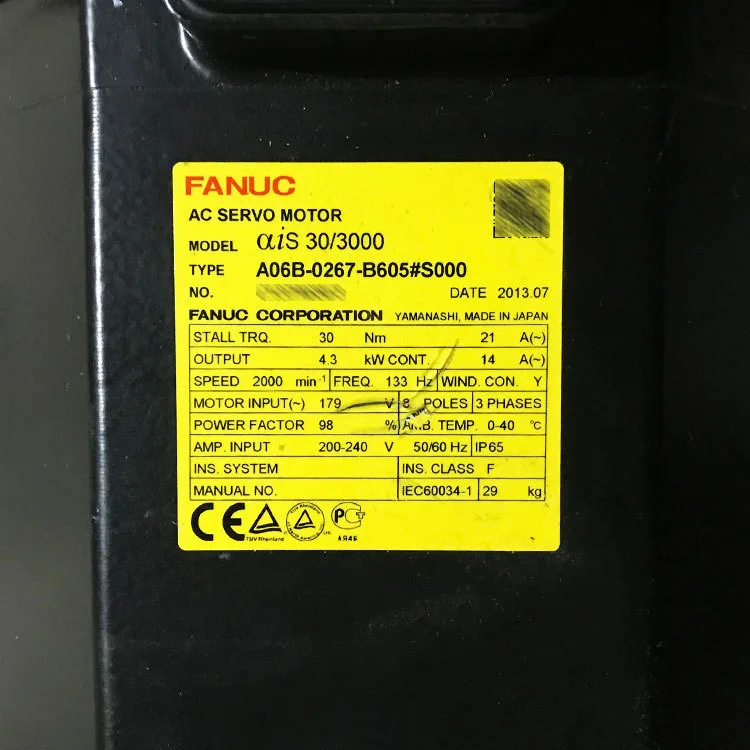 FANUC
AC SERVO MOTOR
MODEL αiS 30/3000
TYPE A06B-0267-B605#S000
NO. DATE 2013.07
FANUC CORPORATION YAMANASHI, MADE IN JAPAN
STALL TRQ. 30 Nm 21 A(~)
OUTPUT 4.3 kW CONT. 14 A(~)
SPEED 2000 min⁻¹ FREQ. 133 Hz WIND. CON. Y
MOTOR INPUT(~) 179 V 8 POLES 3 PHASES
POWER FACTOR 98 % AMB. TEMP. 0-40 °C
AMP. INPUT 200-240 V 50/60 Hz IP65
INS. SYSTEM INS. CLASS F
MANUAL NO. IEC60034-1 29 kg
CE
TÜV Rheinland